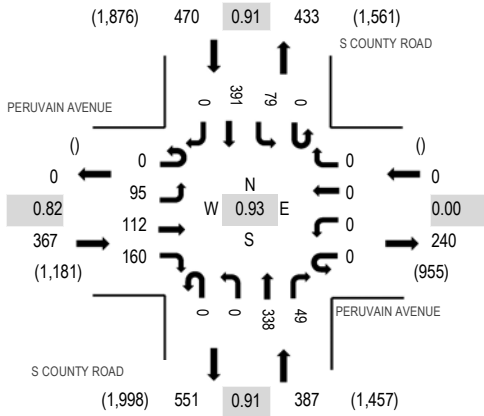 (1,876) 470 0.91 433 (1,561)
S COUNTY ROAD
PERUVAIN AVENUE
0 391 79 0
() ()
0 0 0 0
95 0
0.82 W N 0.93 S E 0.00
112 0
367 160 0 240
(1,181) (955)
0 0 338 49
PERUVAIN AVENUE
S COUNTY ROAD
(1,998) 551 0.91 387 (1,457)